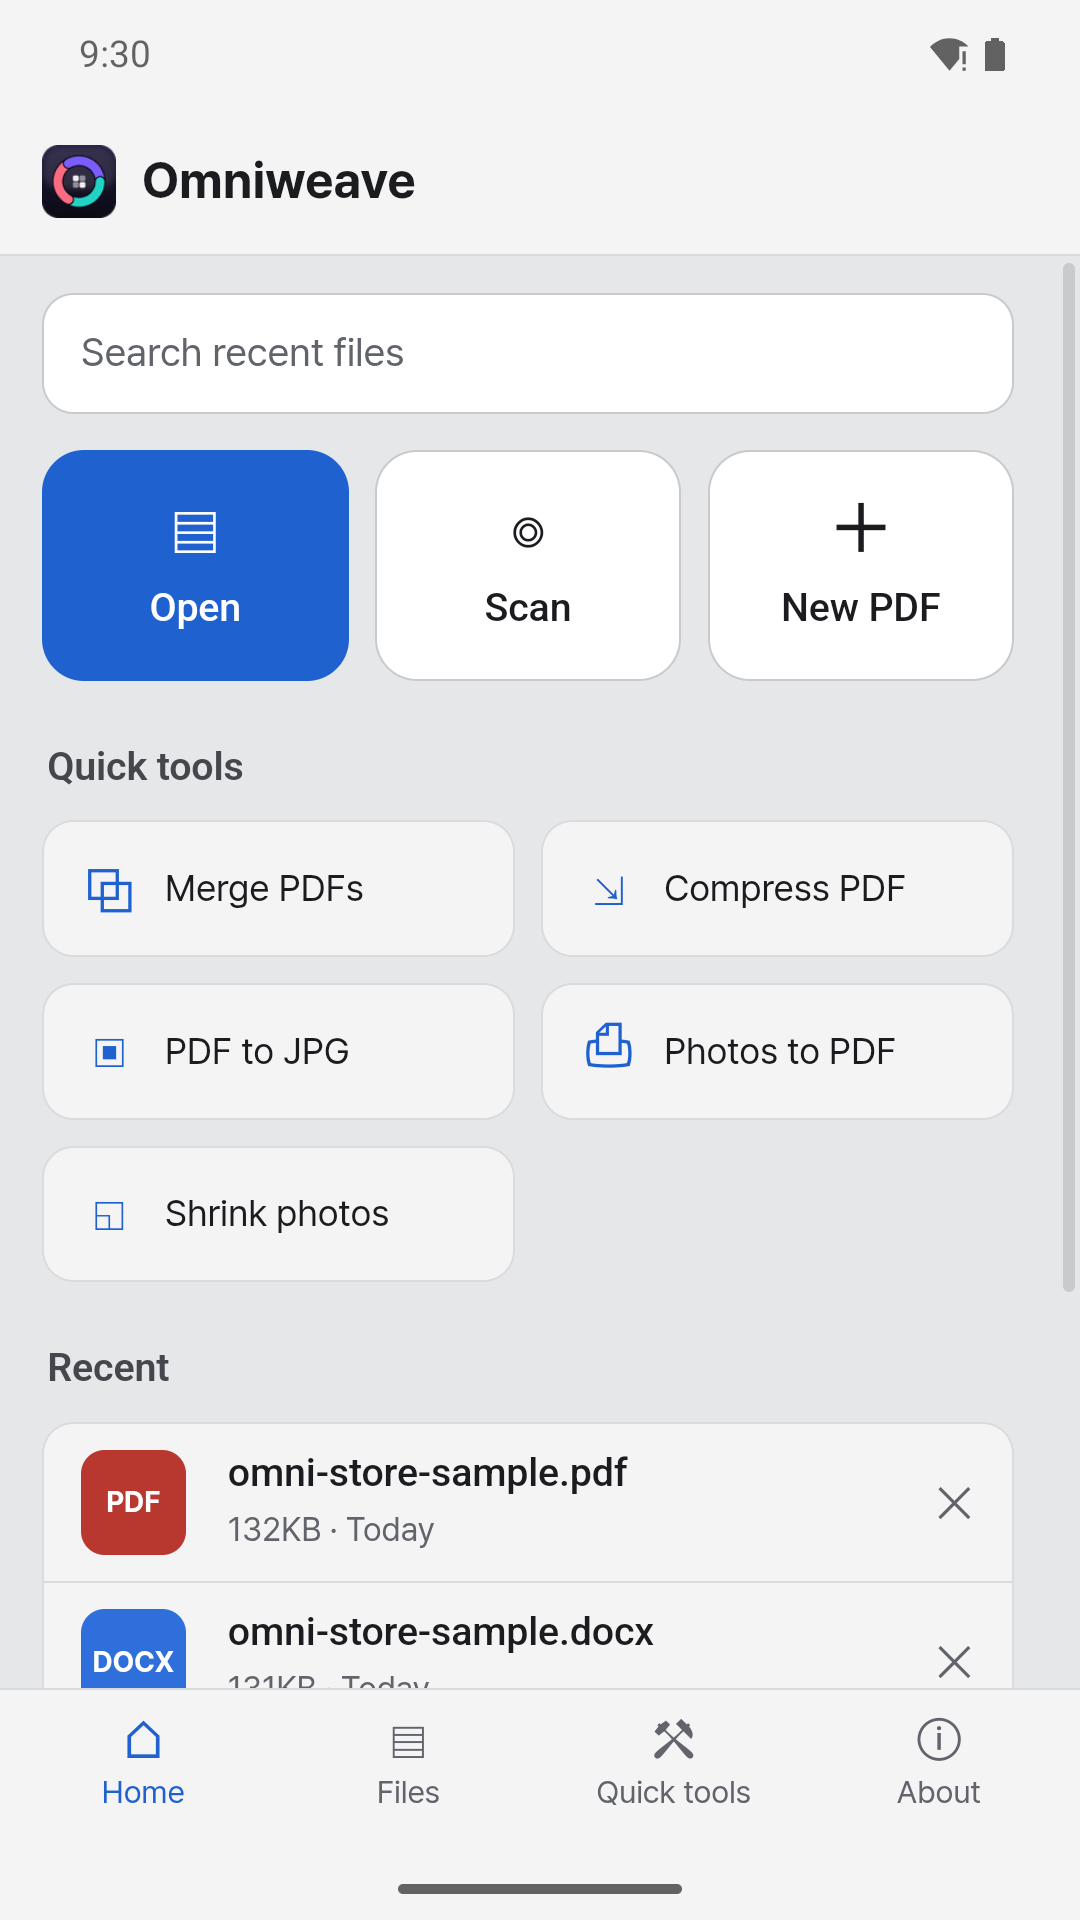 9:30
Omniweave
Search recent files
Open
Scan
New PDF
Quick tools
Merge PDFs
Compress PDF
PDF to JPG
Photos to PDF
Shrink photos
Recent
PDF
omni-store-sample.pdf
132KB · Today
DOCX
omni-store-sample.docx
131KB · Today
Home
Files
Quick tools
About